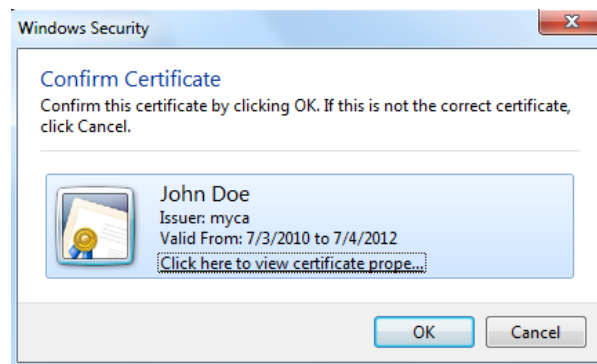 Windows Security
Confirm Certificate
Confirm this certificate by clicking OK. If this is not the correct certificate,
click Cancel.
John Doe
Issuer: myca
Valid From: 7/3/2010 to 7/4/2012
Click here to view certificate prope...
OK
Cancel